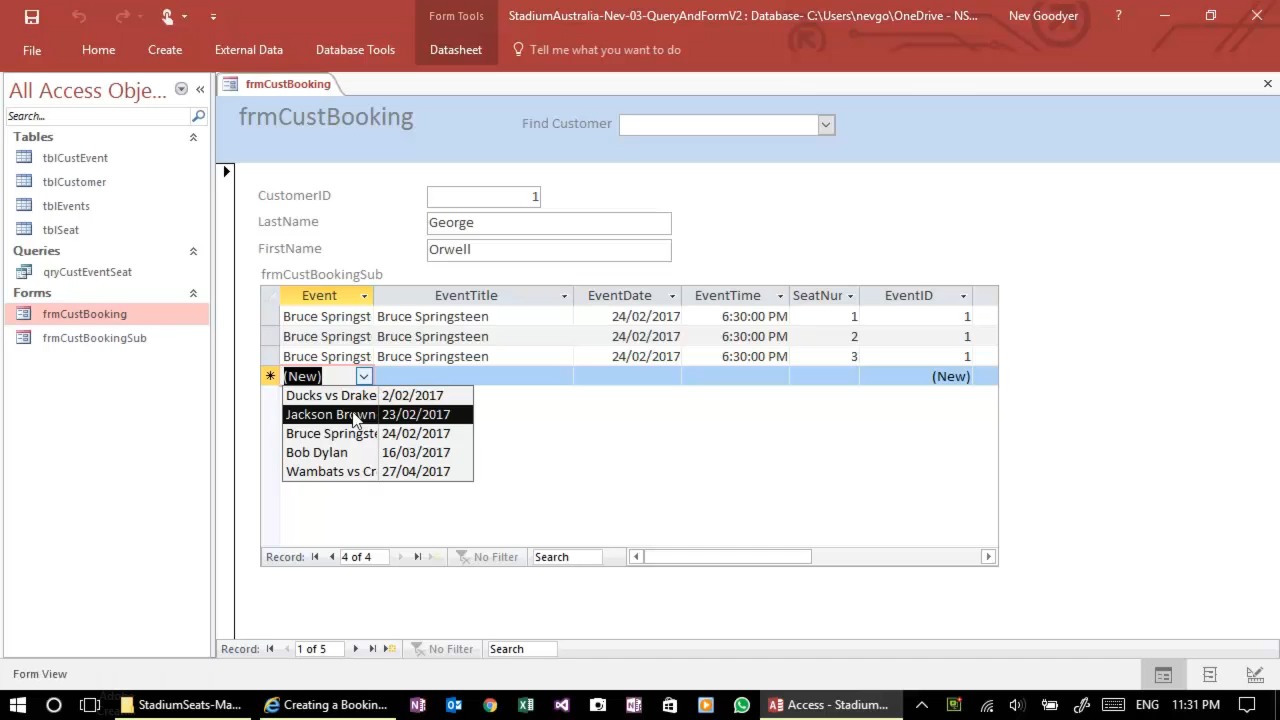 Form Tools StadiumAustralia-Nev-03-QueryAndFormV2 : Database- C:\Users\nevgo\OneDrive - NS... Nev Goodyer ?
File Home Create External Data Database Tools Datasheet Tell me what you want to do
All Access Obje... «
Search...
Tables
tblCustEvent
tblCustomer
tblEvents
tblSeat
Queries
qryCustEventSeat
Forms
frmCustBooking
frmCustBookingSub
frmCustBooking
frmCustBooking Find Customer
CustomerID 1
LastName George
FirstName Orwell
frmCustBookingSub
Event EventTitle EventDate EventTime SeatNur EventID
Bruce Springst Bruce Springsteen 24/02/2017 6:30:00 PM 1 1
Bruce Springst Bruce Springsteen 24/02/2017 6:30:00 PM 2 1
Bruce Springst Bruce Springsteen 24/02/2017 6:30:00 PM 3 1
(New) (New)
Ducks vs Drake 2/02/2017
Jackson Brown 23/02/2017
Bruce Springste 24/02/2017
Bob Dylan 16/03/2017
Wambats vs Cr 27/04/2017
Record: 4 of 4 No Filter Search
Record: 1 of 5 No Filter Search
Form View
StadiumSeats-Ma... Creating a Bookin... Access - Stadium... 11:31 PM